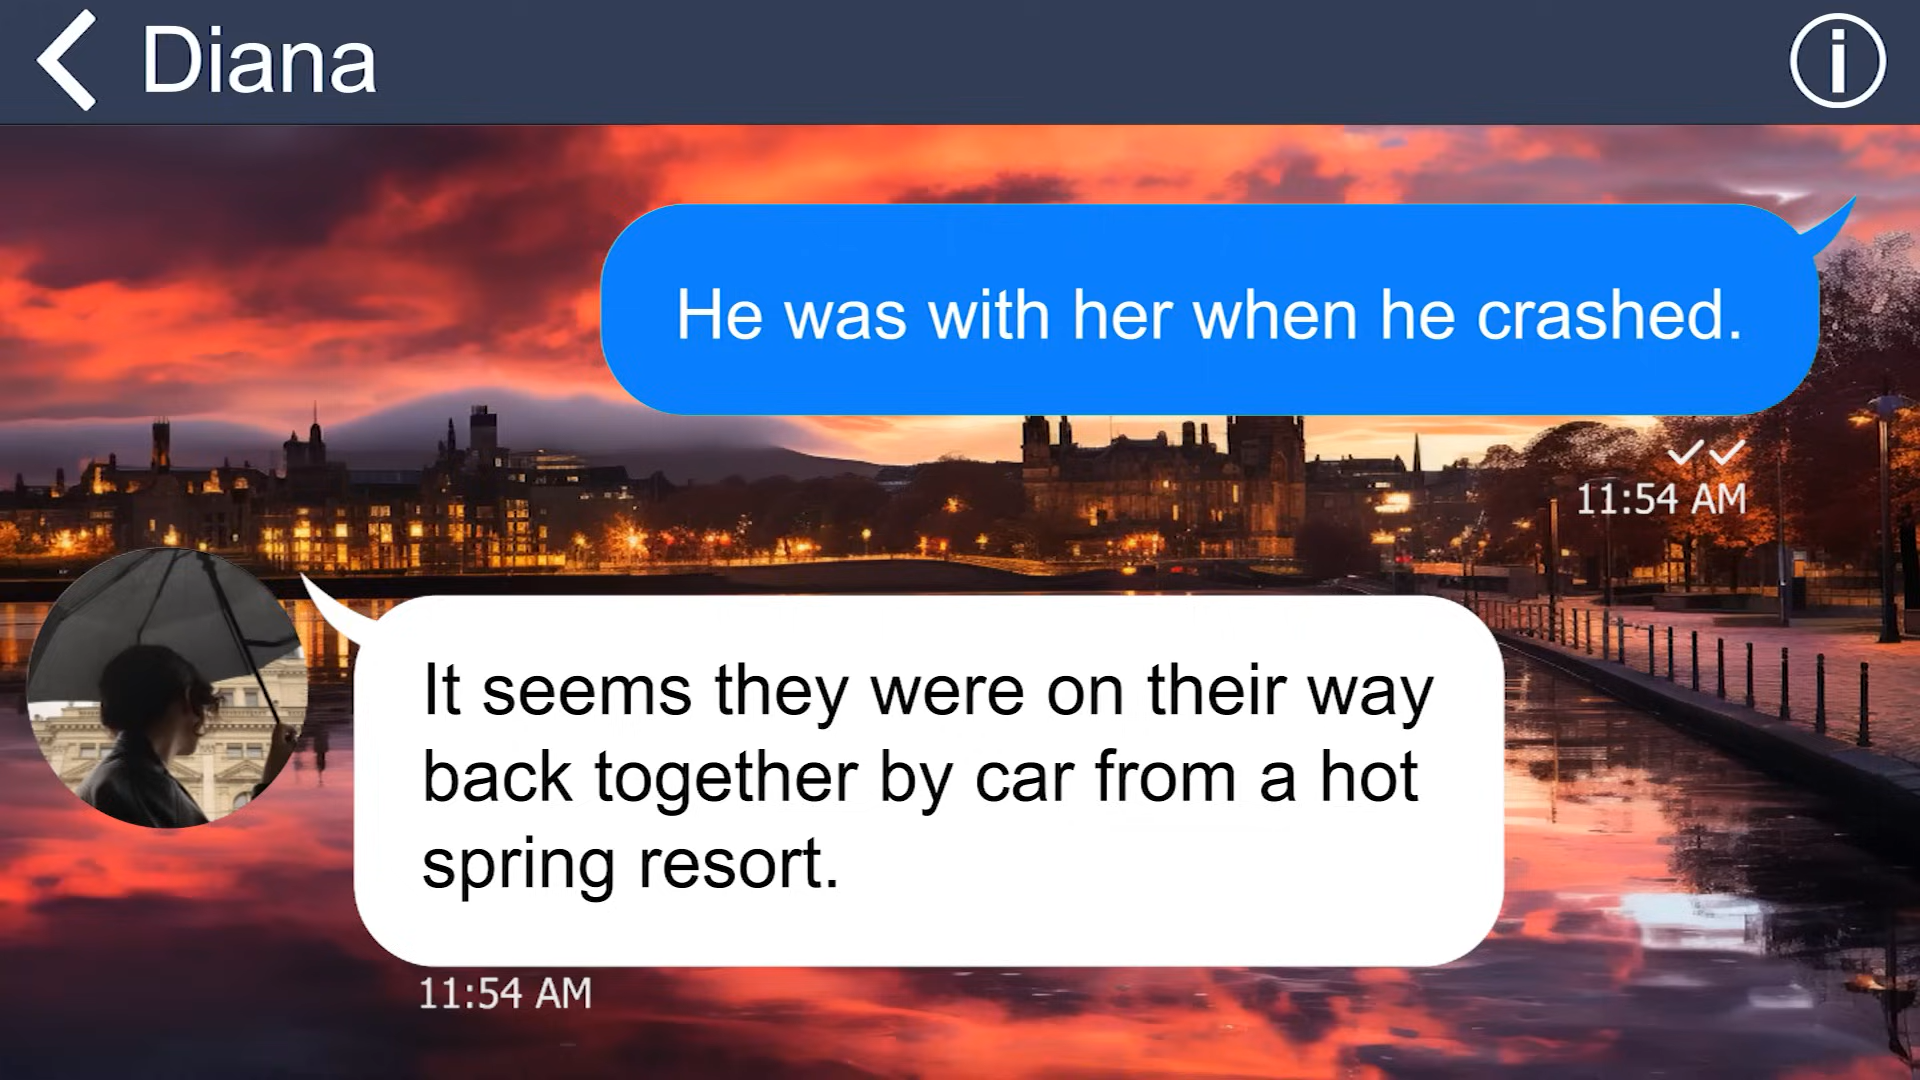 Diana
He was with her when he crashed.
11:54 AM
It seems they were on their way
back together by car from a hot
spring resort.
11:54 AM